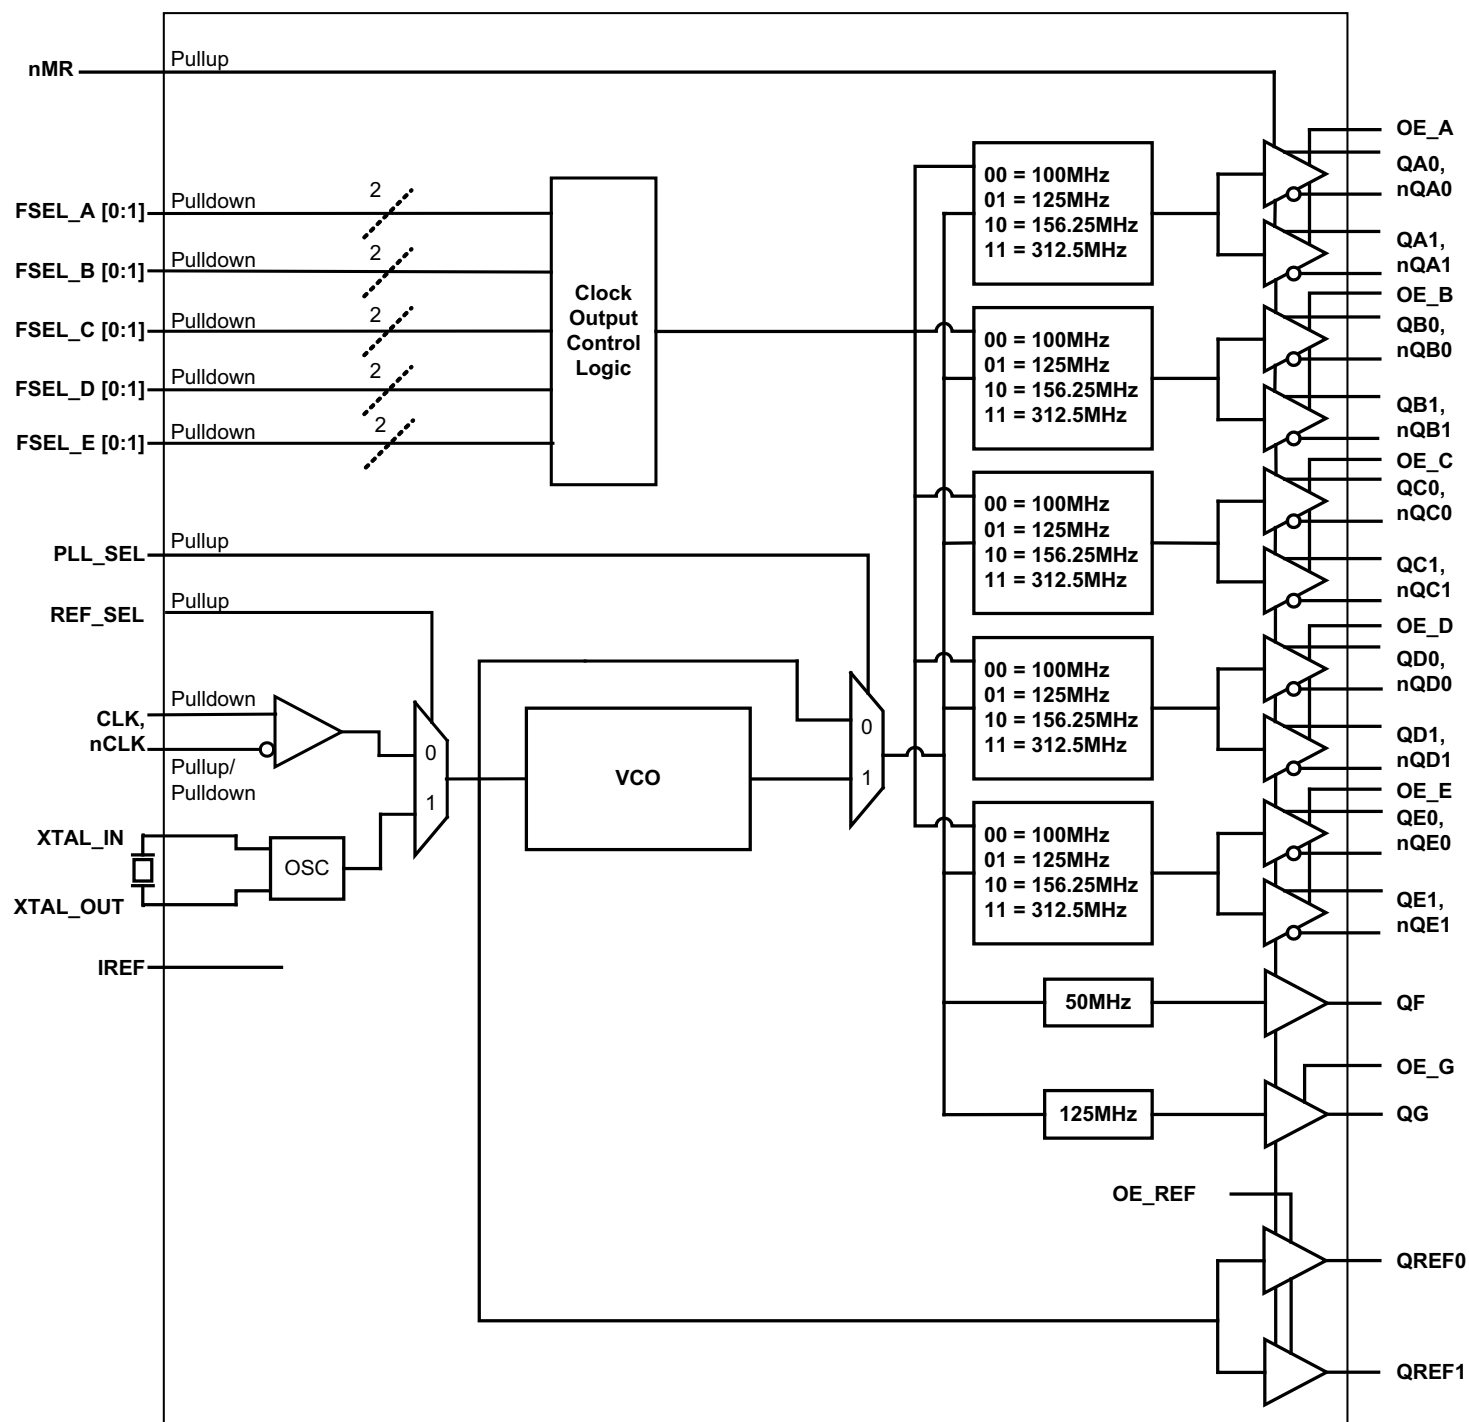 nMR
Pullup
FSEL_A [0:1]
Pulldown
2
FSEL_B [0:1]
Pulldown
2
FSEL_C [0:1]
Pulldown
2
FSEL_D [0:1]
Pulldown
2
FSEL_E [0:1]
Pulldown
2
Clock
Output
Control
Logic
PLL_SEL
Pullup
REF_SEL
Pullup
CLK,
nCLK
Pulldown
Pullup/
Pulldown
XTAL_IN
XTAL_OUT
OSC
IREF
0
1
VCO
0
1
00 = 100MHz
01 = 125MHz
10 = 156.25MHz
11 = 312.5MHz
00 = 100MHz
01 = 125MHz
10 = 156.25MHz
11 = 312.5MHz
00 = 100MHz
01 = 125MHz
10 = 156.25MHz
11 = 312.5MHz
00 = 100MHz
01 = 125MHz
10 = 156.25MHz
11 = 312.5MHz
00 = 100MHz
01 = 125MHz
10 = 156.25MHz
11 = 312.5MHz
50MHz
125MHz
OE_REF
OE_A
QA0,
nQA0
QA1,
nQA1
OE_B
QB0,
nQB0
QB1,
nQB1
OE_C
QC0,
nQC0
QC1,
nQC1
OE_D
QD0,
nQD0
QD1,
nQD1
OE_E
QE0,
nQE0
QE1,
nQE1
QF
OE_G
QG
QREF0
QREF1